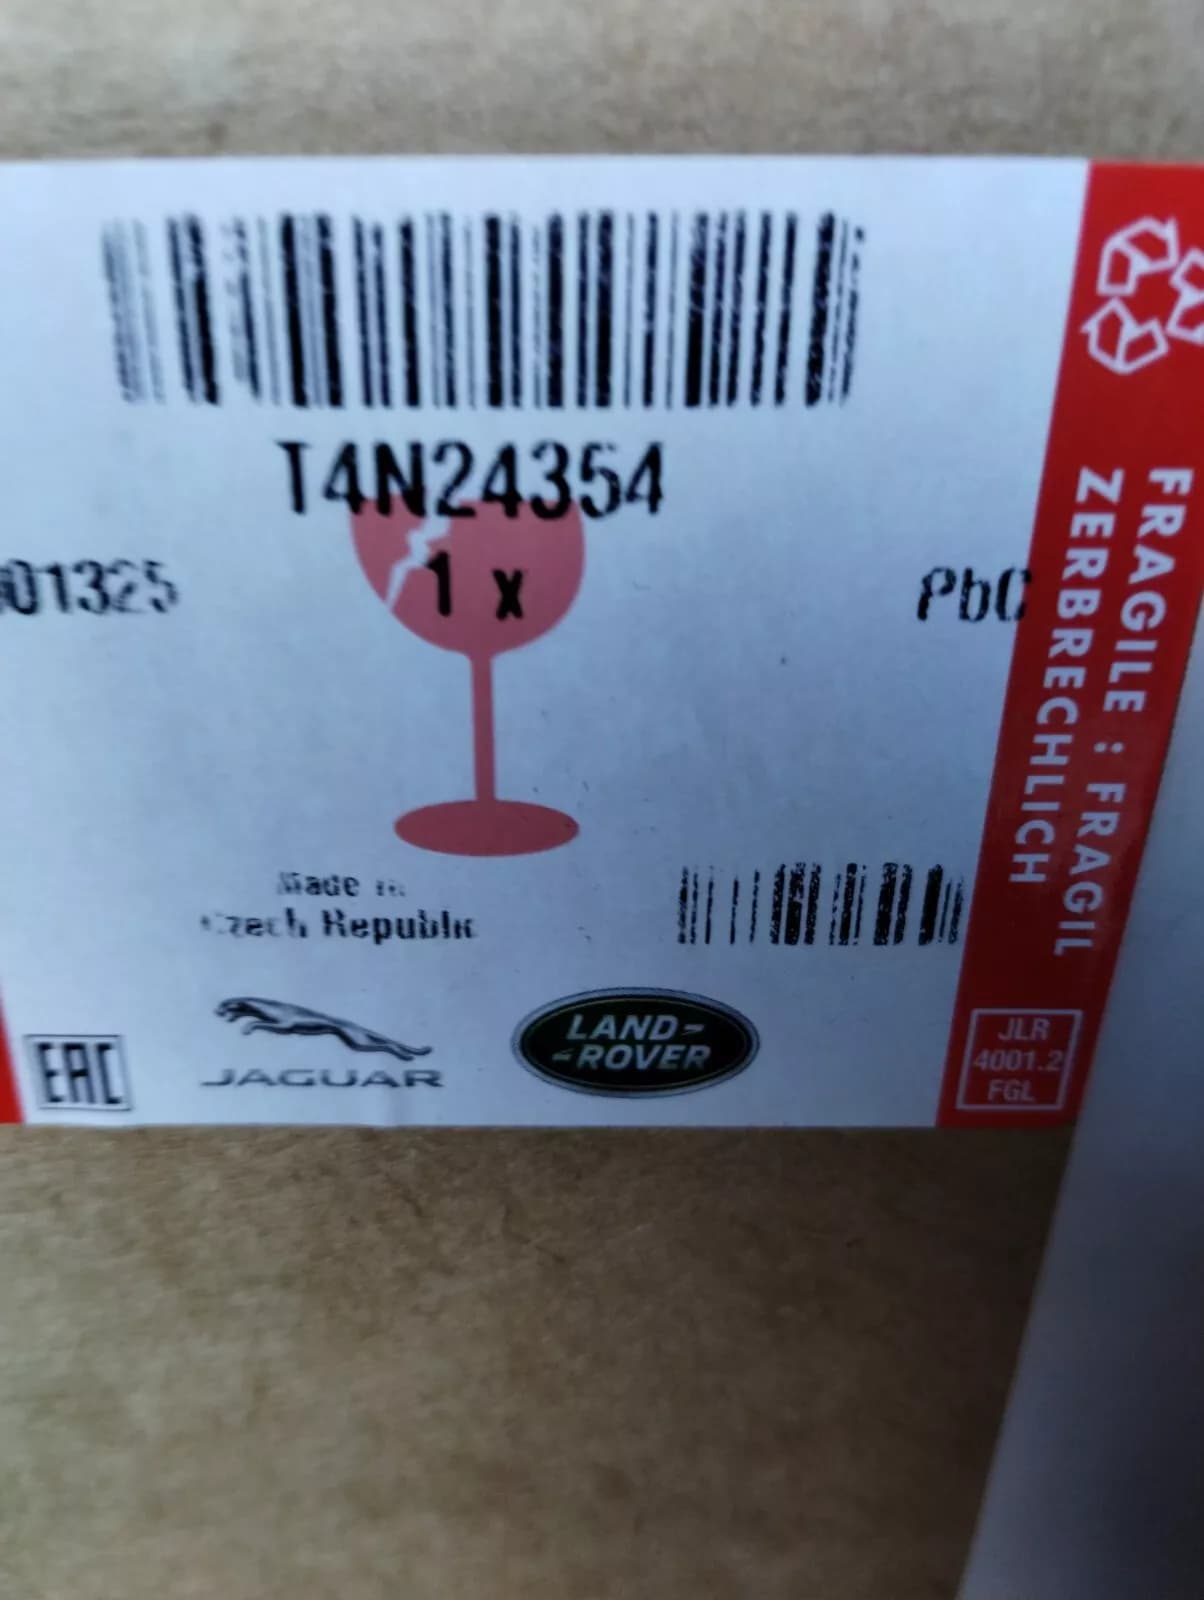 T4N24354
1 x
01325
PbC
Made in
Czech Republic
EAC
JAGUAR
LAND-
-ROVER
FRAGILE : FRAGIL
ZERBRECHLICH
JLR
4001.2
FGL